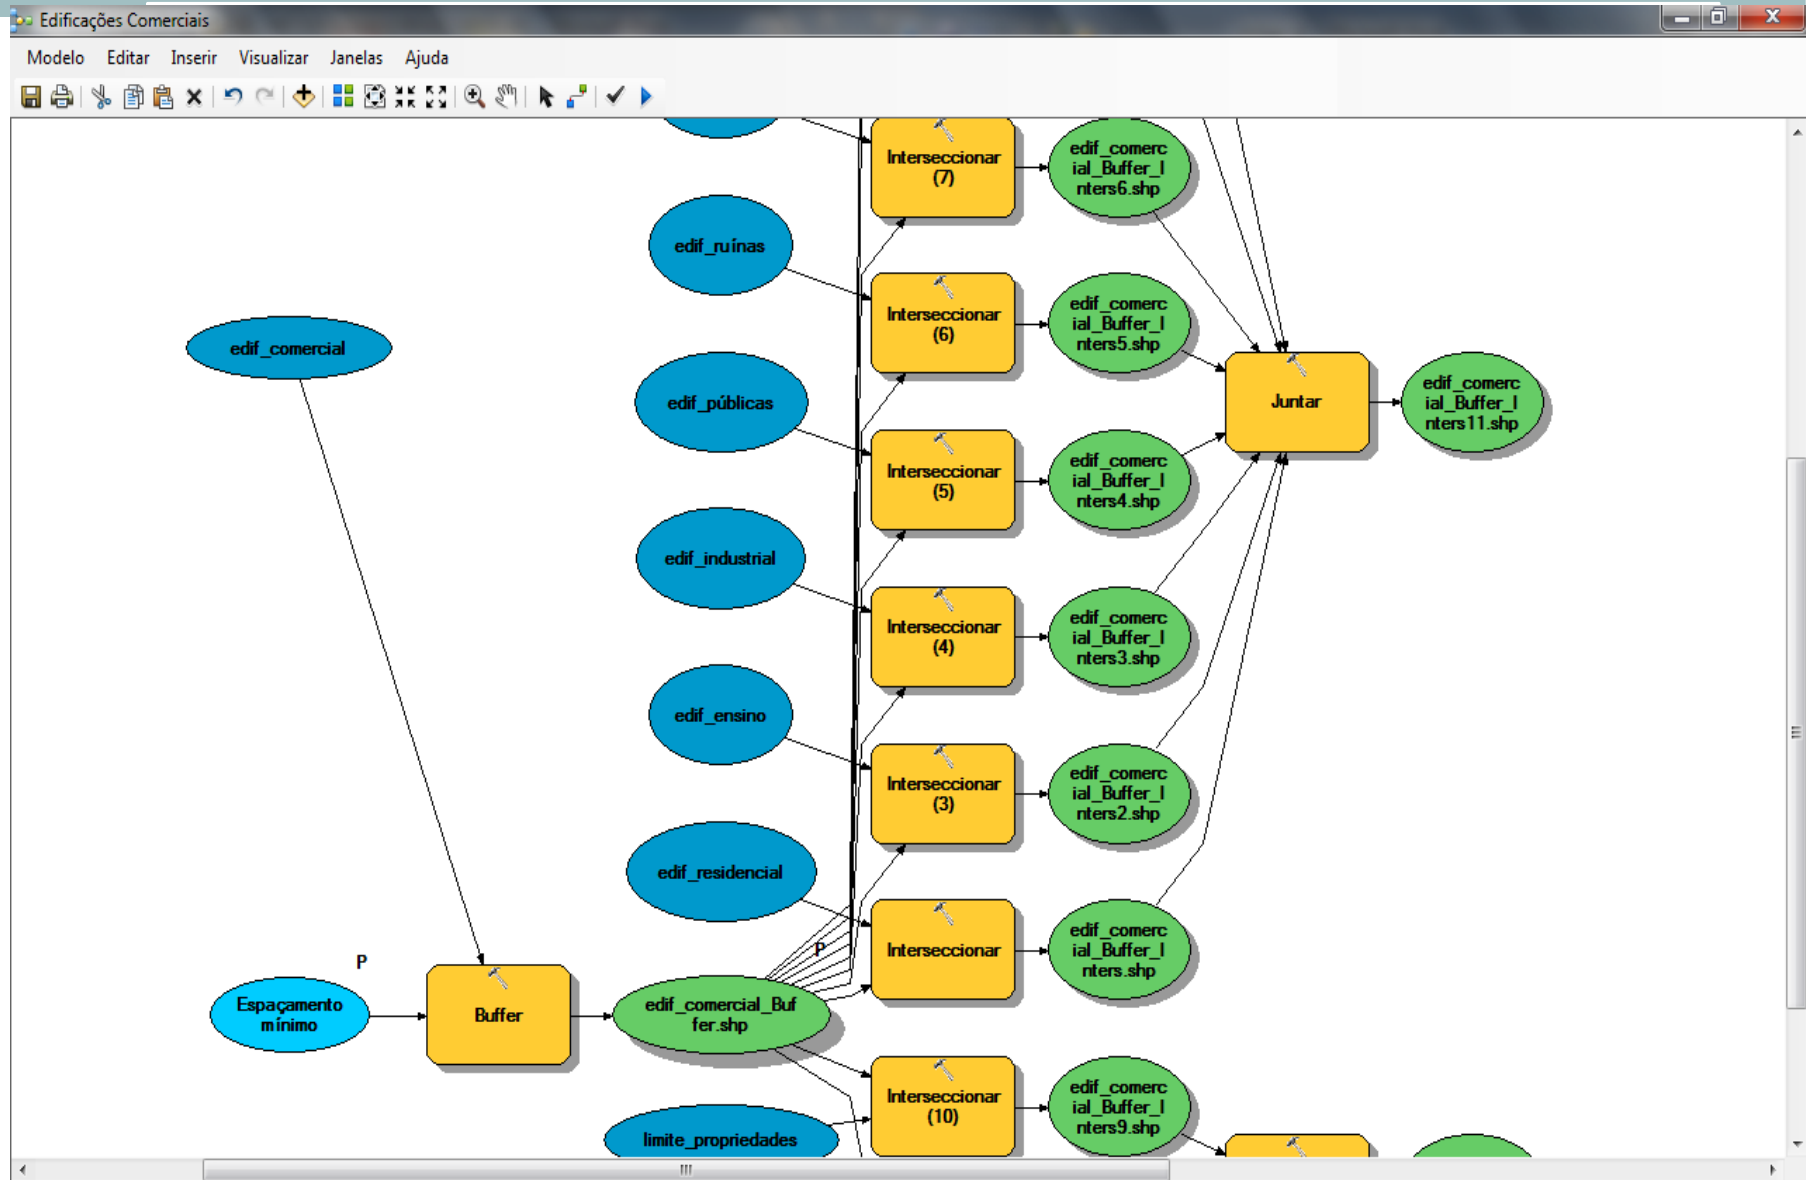 Edificações Comerciais
Modelo Editar Inserir Visualizar Janelas Ajuda
Interseccionar
(7)
edif_comerc
ial_Buffer_I
nters6.shp
edif_ruínas
Interseccionar
(6)
edif_comerc
ial_Buffer_I
nters5.shp
edif_comercial
edif_públicas
Interseccionar
(5)
edif_comerc
ial_Buffer_I
nters4.shp
Juntar
edif_comerc
ial_Buffer_I
nters11.shp
edif_industrial
Interseccionar
(4)
edif_comerc
ial_Buffer_I
nters3.shp
edif_ensino
Interseccionar
(3)
edif_comerc
ial_Buffer_I
nters2.shp
edif_residencial
Interseccionar
edif_comerc
ial_Buffer_I
nters.shp
P
P
Espaçamento
mínimo
Buffer
edif_comercial_Buf
fer.shp
Interseccionar
(10)
edif_comerc
ial_Buffer_I
nters9.shp
limite_propriedades